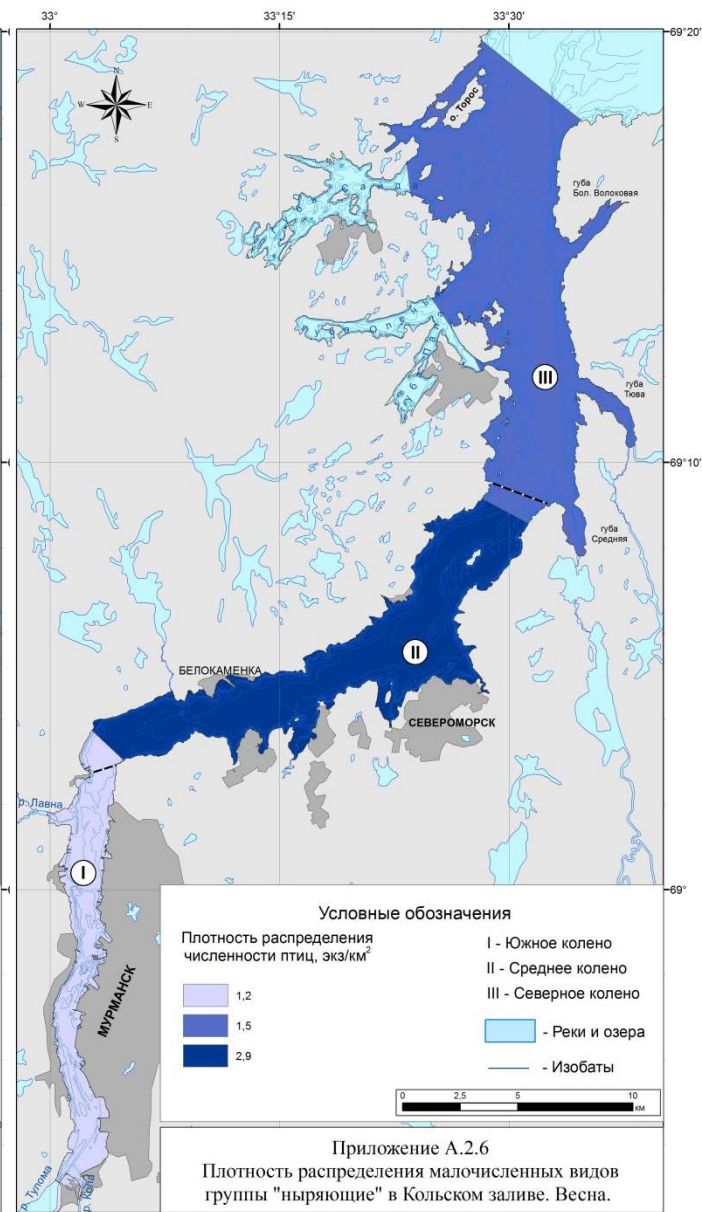 33°
33°15'
33°30'
69°20'
N
W
E
S
о. Торос
губа
Бол. Волоковая
III
губа
Тюва
69°10'
губа
Средняя
II
БЕЛОКАМЕНКА
СЕВЕРОМОРСК
р. Лавна
I
69°
МУРМАНСК
р. Тулома
р. Кола
Условные обозначения
Плотность распределения
численности птиц, экз/км²
1,2
1,5
2,9
I - Южное колено
II - Среднее колено
III - Северное колено
- Реки и озера
- Изобаты
0
2,5
5
10
км
Приложение А.2.6
Плотность распределения малочисленных видов
группы "ныряющие" в Кольском заливе. Весна.